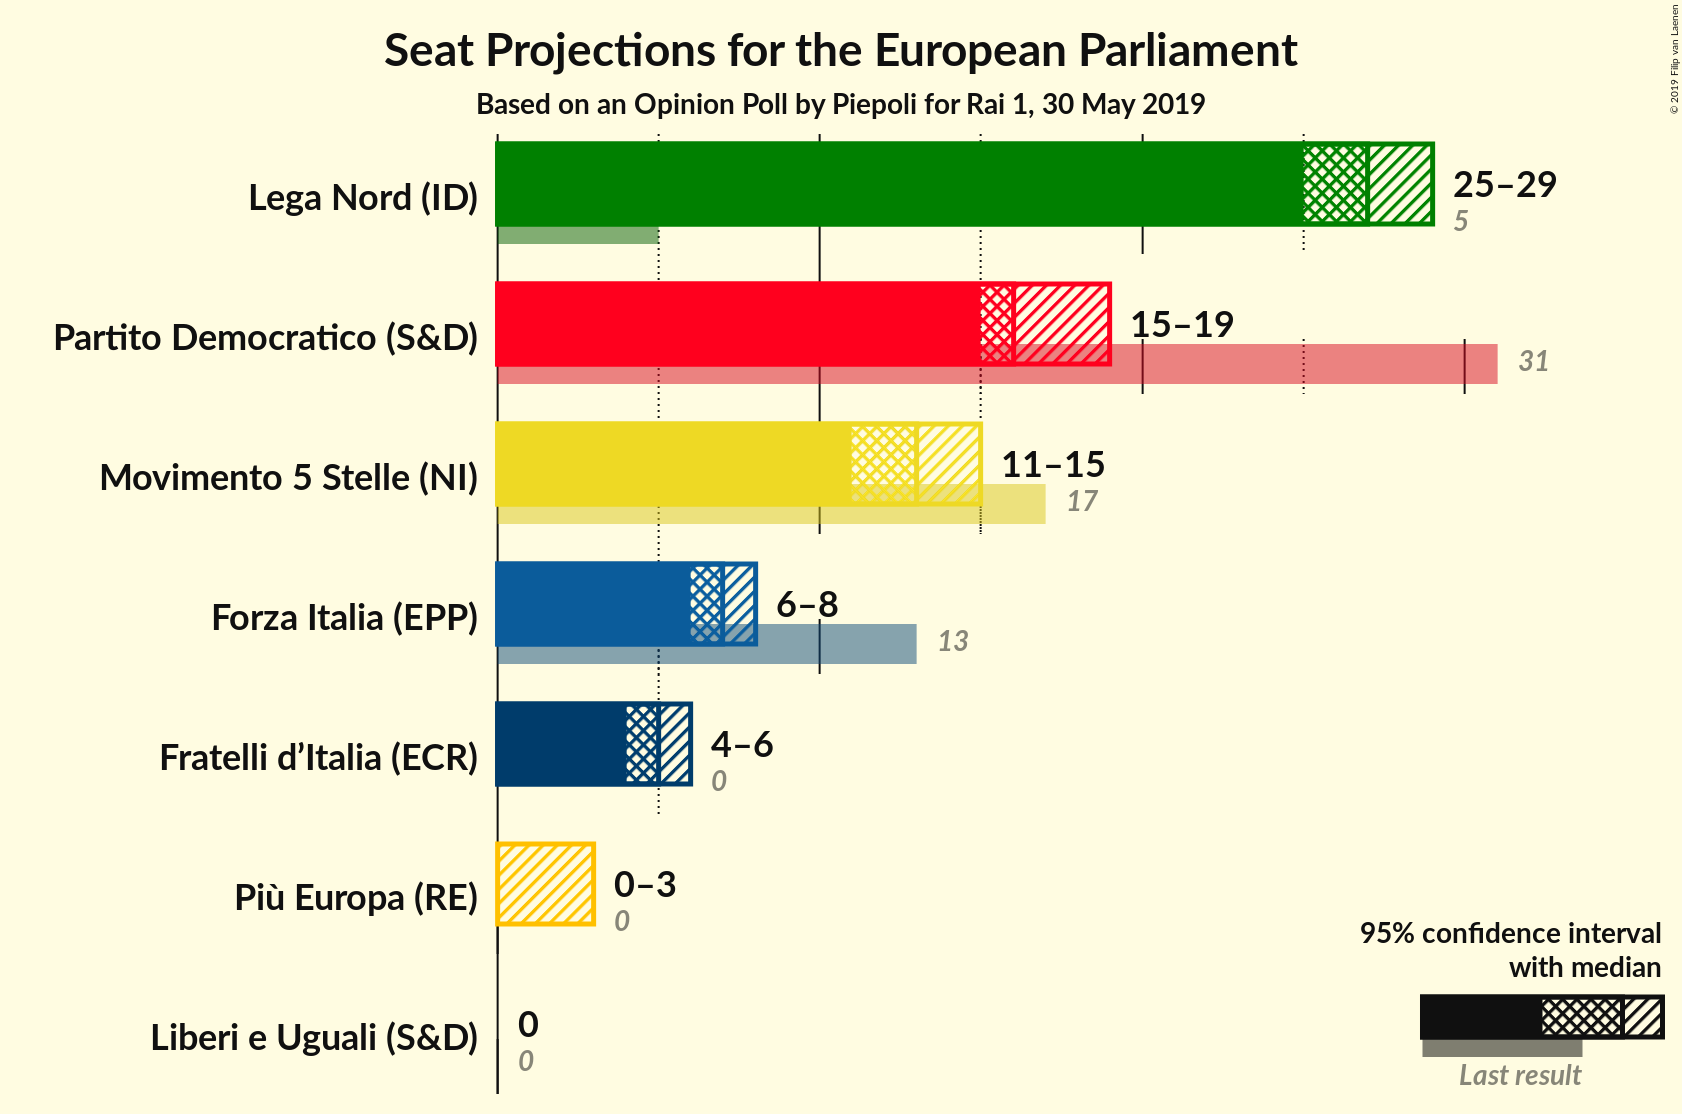 Seat Projections for the European Parliament
Based on an Opinion Poll by Piepoli for Rai 1, 30 May 2019
© 2019 Filip van Laenen
Lega Nord (ID)
25–29
5
Partito Democratico (S&D)
15–19
31
Movimento 5 Stelle (NI)
11–15
17
Forza Italia (EPP)
6–8
13
Fratelli d’Italia (ECR)
4–6
0
Più Europa (RE)
0–3
0
Liberi e Uguali (S&D)
0
0
95% confidence interval
with median
Last result